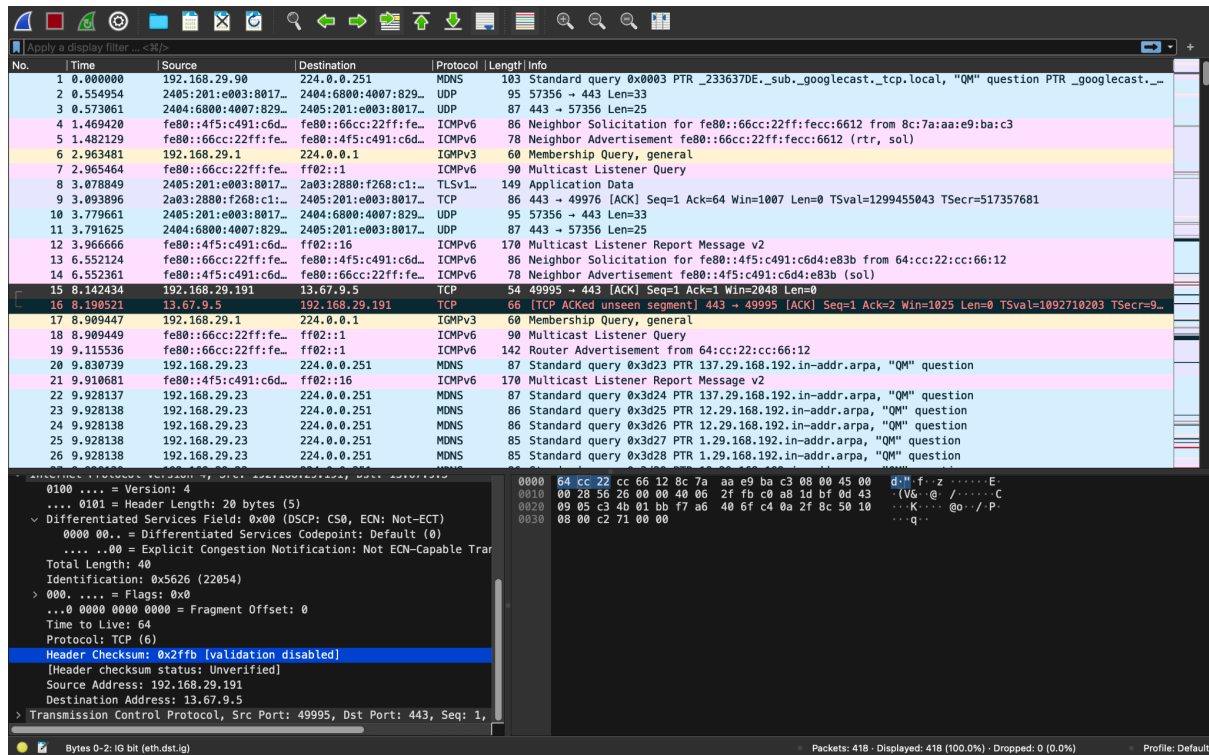 Apply a display filter … <⌘/>
+
No. Time Source Destination Protocol Length Info
1 0.000000 192.168.29.90 224.0.0.251 MDNS 103 Standard query 0x0003 PTR _233637DE._sub._googlecast._tcp.local, "QM" question PTR _googlecast._…
2 0.554954 2405:201:e003:8017… 2404:6800:4007:829… UDP 95 57356 → 443 Len=33
3 0.573061 2404:6800:4007:829… 2405:201:e003:8017… UDP 87 443 → 57356 Len=25
4 1.469420 fe80::4f5:c491:c6d… fe80::66cc:22ff:fe… ICMPv6 86 Neighbor Solicitation for fe80::66cc:22ff:fecc:6612 from 8c:7a:aa:e9:ba:c3
5 1.482129 fe80::66cc:22ff:fe… fe80::4f5:c491:c6d… ICMPv6 78 Neighbor Advertisement fe80::66cc:22ff:fecc:6612 (rtr, sol)
6 2.963481 192.168.29.1 224.0.0.1 IGMPv3 60 Membership Query, general
7 2.965464 fe80::66cc:22ff:fe… ff02::1 ICMPv6 90 Multicast Listener Query
8 3.078849 2405:201:e003:8017… 2a03:2880:f268:c1:… TLSv1… 149 Application Data
9 3.093896 2a03:2880:f268:c1:… 2405:201:e003:8017… TCP 86 443 → 49976 [ACK] Seq=1 Ack=64 Win=1007 Len=0 TSval=1299455043 TSecr=517357681
10 3.779661 2405:201:e003:8017… 2404:6800:4007:829… UDP 95 57356 → 443 Len=33
11 3.791625 2404:6800:4007:829… 2405:201:e003:8017… UDP 87 443 → 57356 Len=25
12 3.966666 fe80::4f5:c491:c6d… ff02::16 ICMPv6 170 Multicast Listener Report Message v2
13 6.552124 fe80::66cc:22ff:fe… fe80::4f5:c491:c6d… ICMPv6 86 Neighbor Solicitation for fe80::4f5:c491:c6d4:e83b from 64:cc:22:cc:66:12
14 6.552361 fe80::4f5:c491:c6d… fe80::66cc:22ff:fe… ICMPv6 78 Neighbor Advertisement fe80::4f5:c491:c6d4:e83b (sol)
15 8.142434 192.168.29.191 13.67.9.5 TCP 54 49995 → 443 [ACK] Seq=1 Ack=1 Win=2048 Len=0
16 8.190521 13.67.9.5 192.168.29.191 TCP 66 [TCP ACKed unseen segment] 443 → 49995 [ACK] Seq=1 Ack=2 Win=1025 Len=0 TSval=1092710203 TSecr=9…
17 8.909447 192.168.29.1 224.0.0.1 IGMPv3 60 Membership Query, general
18 8.909449 fe80::66cc:22ff:fe… ff02::1 ICMPv6 90 Multicast Listener Query
19 9.115536 fe80::66cc:22ff:fe… ff02::1 ICMPv6 142 Router Advertisement from 64:cc:22:cc:66:12
20 9.830739 192.168.29.23 224.0.0.251 MDNS 87 Standard query 0x3d23 PTR 137.29.168.192.in-addr.arpa, "QM" question
21 9.910681 fe80::4f5:c491:c6d… ff02::16 ICMPv6 170 Multicast Listener Report Message v2
22 9.928137 192.168.29.23 224.0.0.251 MDNS 87 Standard query 0x3d24 PTR 137.29.168.192.in-addr.arpa, "QM" question
23 9.928138 192.168.29.23 224.0.0.251 MDNS 86 Standard query 0x3d25 PTR 12.29.168.192.in-addr.arpa, "QM" question
24 9.928138 192.168.29.23 224.0.0.251 MDNS 86 Standard query 0x3d26 PTR 12.29.168.192.in-addr.arpa, "QM" question
25 9.928138 192.168.29.23 224.0.0.251 MDNS 85 Standard query 0x3d27 PTR 1.29.168.192.in-addr.arpa, "QM" question
26 9.928138 192.168.29.23 224.0.0.251 MDNS 85 Standard query 0x3d28 PTR 1.29.168.192.in-addr.arpa, "QM" question
Internet Protocol Version 4, Src: 192.168.29.191, Dst: 13.67.9.5
0100 .... = Version: 4
.... 0101 = Header Length: 20 bytes (5)
Differentiated Services Field: 0x00 (DSCP: CS0, ECN: Not-ECT)
0000 00.. = Differentiated Services Codepoint: Default (0)
.... ..00 = Explicit Congestion Notification: Not ECN-Capable Tran
Total Length: 40
Identification: 0x5626 (22054)
000. .... = Flags: 0x0
...0 0000 0000 0000 = Fragment Offset: 0
Time to Live: 64
Protocol: TCP (6)
Header Checksum: 0x2ffb [validation disabled]
[Header checksum status: Unverified]
Source Address: 192.168.29.191
Destination Address: 13.67.9.5
Transmission Control Protocol, Src Port: 49995, Dst Port: 443, Seq: 1,
0000 64 cc 22 cc 66 12 8c 7a aa e9 ba c3 08 00 45 00 d·"·f··z ······E·
0010 00 28 56 26 00 00 40 06 2f fb c0 a8 1d bf 0d 43 ·(V&··@· /······C
0020 09 05 c3 4b 01 bb f7 a6 40 6f c4 0a 2f 8c 50 10 ···K···· @o··/·P·
0030 08 00 c2 71 00 00 ···q··
Bytes 0-2: IG bit (eth.dst.ig)
Packets: 418 · Displayed: 418 (100.0%) · Dropped: 0 (0.0%)
Profile: Default